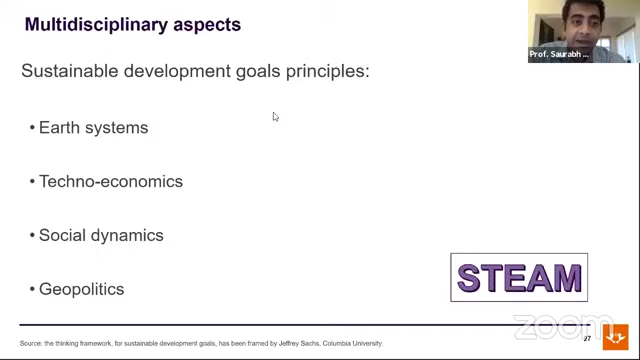 Multidisciplinary aspects
Prof. Saurabh ...
Sustainable development goals principles:
• Earth systems
• Techno-economics
• Social dynamics
• Geopolitics
STEAM
zoom
27
Source: the thinking framework, for sustainable development goals, has been framed by Jeffrey Sachs, Columbia University.